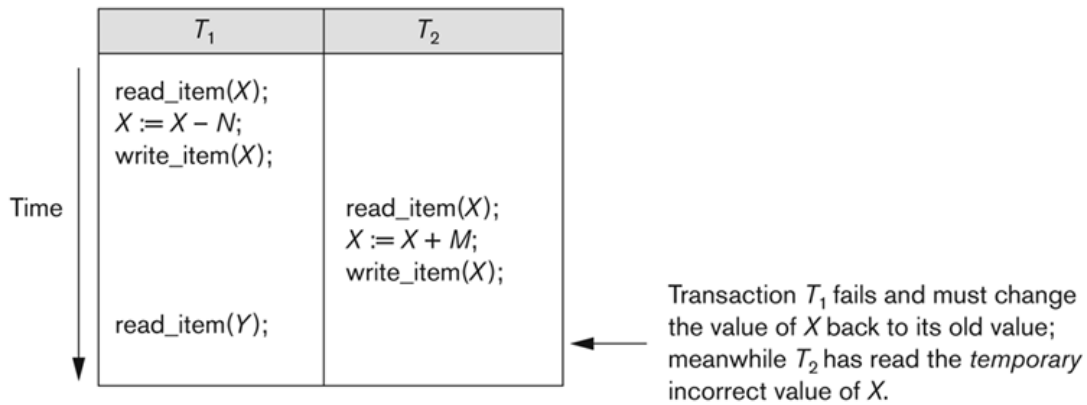 T₁ T₂
read_item(X);
X := X – N;
write_item(X);
Time
read_item(X);
X := X + M;
write_item(X);
read_item(Y);
Transaction T₁ fails and must change
the value of X back to its old value;
meanwhile T₂ has read the temporary
incorrect value of X.